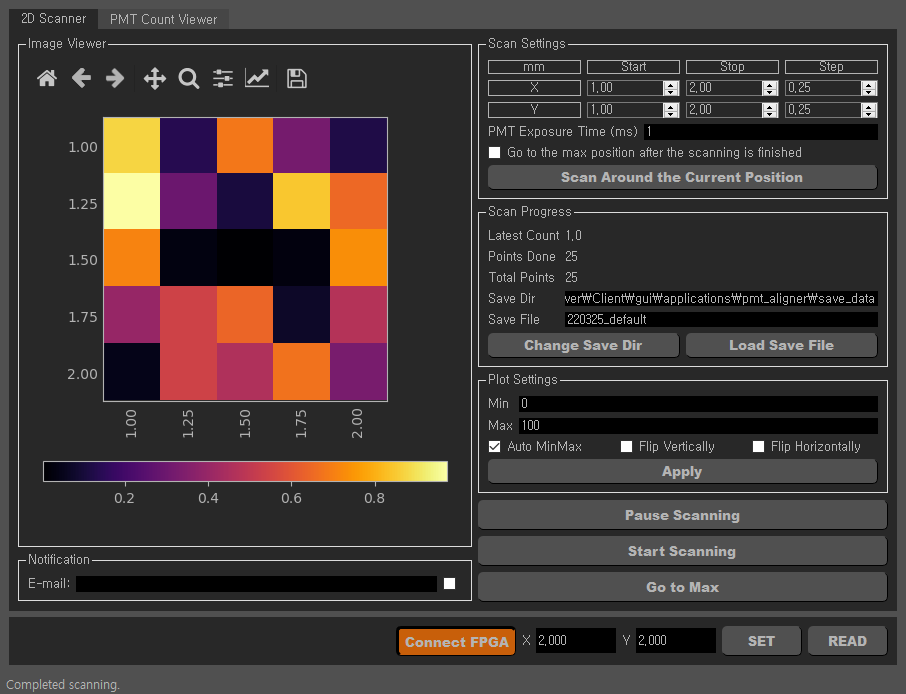 2D Scanner PMT Count Viewer
Image Viewer
1.00
1.25
1.50
1.75
2.00
1.00 1.25 1.50 1.75 2.00
0.2 0.4 0.6 0.8
Notification
E-mail:
Scan Settings
mm Start Stop Step
X 1,00 2,00 0,25
Y 1,00 2,00 0,25
PMT Exposure Time (ms) 1
Go to the max position after the scanning is finished
Scan Around the Current Position
Scan Progress
Latest Count 1,0
Points Done 25
Total Points 25
Save Dir ver₩Client₩gui₩applications₩pmt_aligner₩save_data
Save File 220325_default
Change Save Dir Load Save File
Plot Settings
Min 0
Max 100
Auto MinMax Flip Vertically Flip Horizontally
Apply
Pause Scanning
Start Scanning
Go to Max
Connect FPGA X 2,000 Y 2,000 SET READ
Completed scanning.